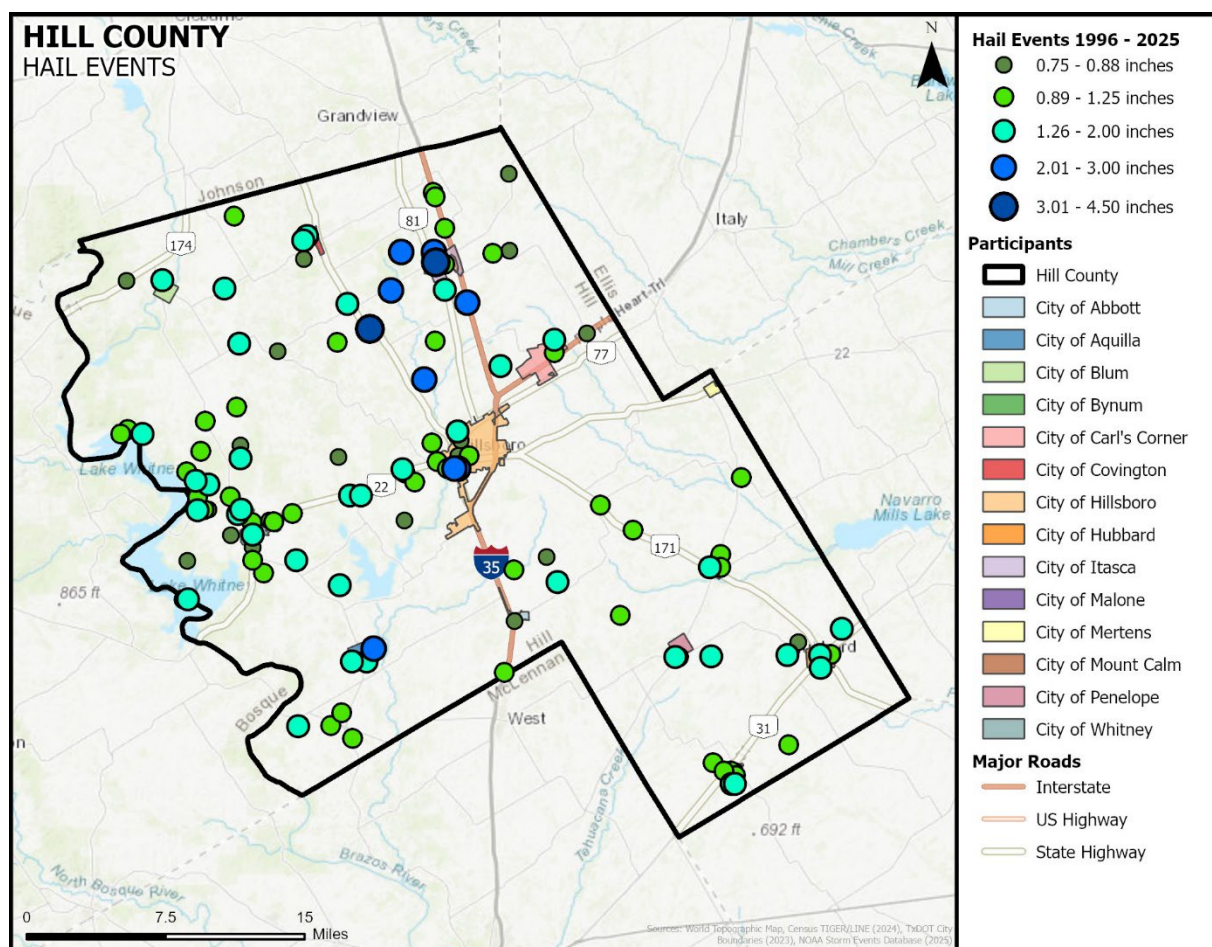 HILL COUNTY
HAIL EVENTS
N
Grandview
Johnson
81
174
Italy
Chambers Creek
Mill Creek
Ellis
Hill
Heart-Trl
77
22
Lake Whitne
22
Navarro
Mills Lake
171
35
Lake Whitne
865 ft
Hill
McLennan
Bosque
West
31
Tehuacana Creek
692 ft
Brazos River
North Bosque River
0
7.5
15
Miles
Sources: World Topographic Map, Census TIGER/LINE (2024), TxDOT City
Boundaries (2023), NOAA Storm Events Database (2025)
Hail Events 1996 - 2025
0.75 - 0.88 inches
0.89 - 1.25 inches
1.26 - 2.00 inches
2.01 - 3.00 inches
3.01 - 4.50 inches
Participants
Hill County
City of Abbott
City of Aquilla
City of Blum
City of Bynum
City of Carl's Corner
City of Covington
City of Hillsboro
City of Hubbard
City of Itasca
City of Malone
City of Mertens
City of Mount Calm
City of Penelope
City of Whitney
Major Roads
Interstate
US Highway
State Highway